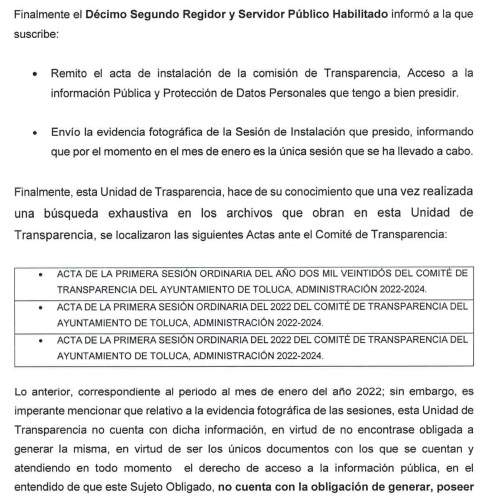 Finalmente el Décimo Segundo Regidor y Servidor Público Habilitado informó a la que
suscribe:
• Remito el acta de instalación de la comisión de Transparencia, Acceso a la
información Pública y Protección de Datos Personales que tengo a bien presidir.
• Envío la evidencia fotográfica de la Sesión de Instalación que presido, informando
que por el momento en el mes de enero es la única sesión que se ha llevado a cabo.
Finalmente, esta Unidad de Trasparencia, hace de su conocimiento que una vez realizada
una búsqueda exhaustiva en los archivos que obran en esta Unidad de
Transparencia, se localizaron las siguientes Actas ante el Comité de Transparencia:
• ACTA DE LA PRIMERA SESIÓN ORDINARIA DEL AÑO DOS MIL VEINTIDÓS DEL COMITÉ DE
TRANSPARENCIA DEL AYUNTAMIENTO DE TOLUCA, ADMINISTRACIÓN 2022-2024.
• ACTA DE LA PRIMERA SESIÓN ORDINARIA DEL 2022 DEL COMITÉ DE TRANSPARENCIA DEL
AYUNTAMIENTO DE TOLUCA, ADMINISTRACIÓN 2022-2024.
• ACTA DE LA PRIMERA SESIÓN ORDINARIA DEL 2022 DEL COMITÉ DE TRANSPARENCIA DEL
AYUNTAMIENTO DE TOLUCA, ADMINISTRACIÓN 2022-2024.
Lo anterior, correspondiente al periodo al mes de enero del año 2022; sin embargo, es
imperante mencionar que relativo a la evidencia fotográfica de las sesiones, esta Unidad de
Transparencia no cuenta con dicha información, en virtud de no encontrase obligada a
generar la misma, en virtud de ser los únicos documentos con los que se cuentan y
atendiendo en todo momento el derecho de acceso a la información pública, en el
entendido de que este Sujeto Obligado, no cuenta con la obligación de generar, poseer